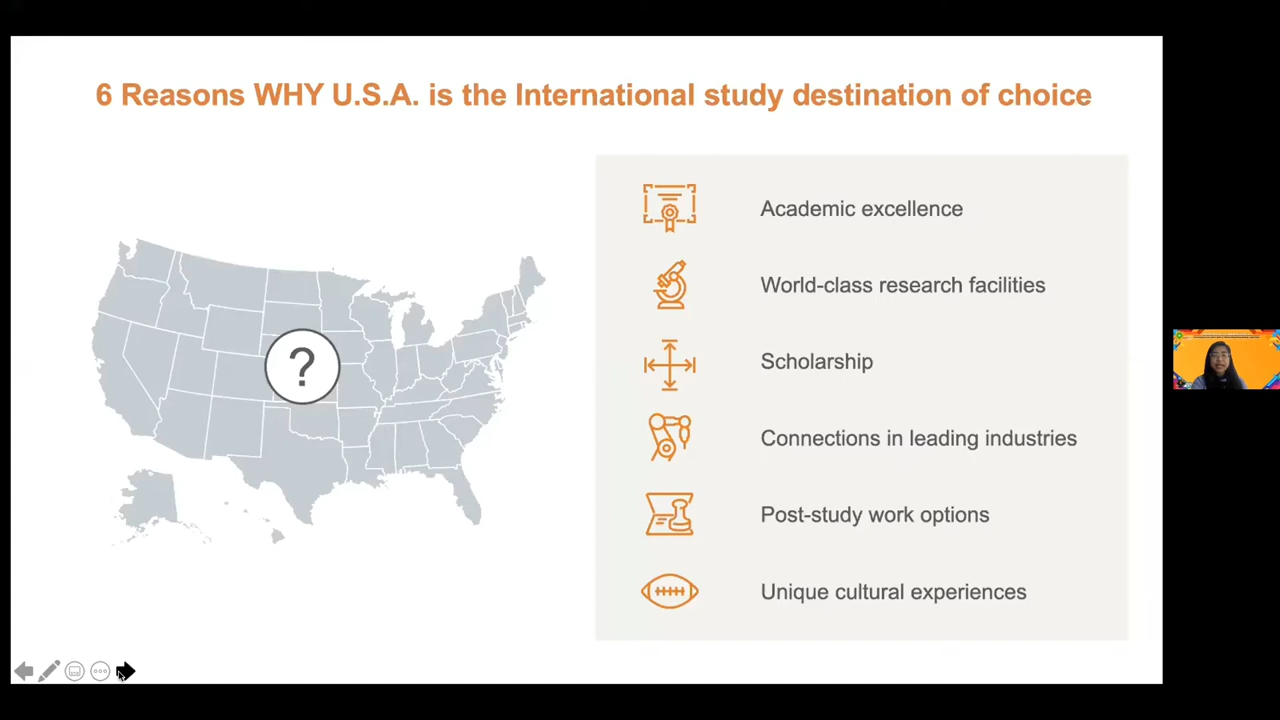 6 Reasons WHY U.S.A. is the International study destination of choice
?
Academic excellence
World-class research facilities
Scholarship
Connections in leading industries
Post-study work options
Unique cultural experiences